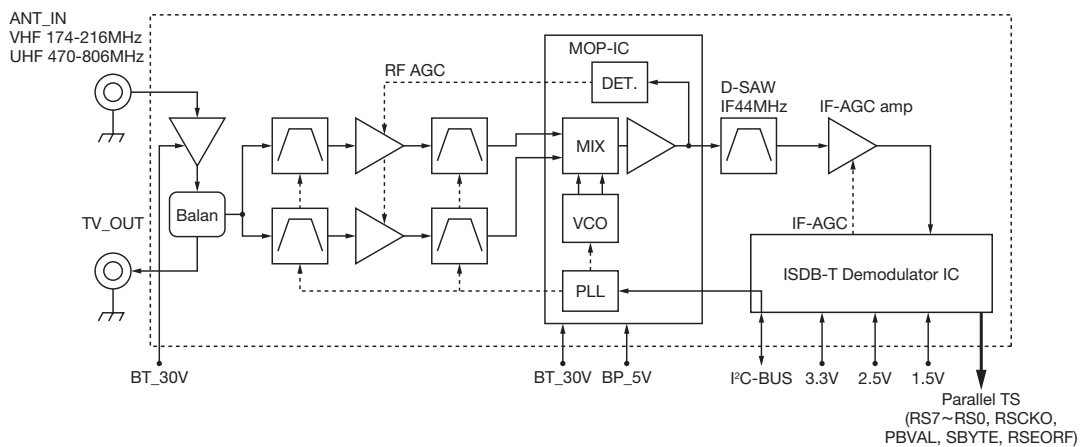 ANT_IN
VHF 174-216MHz
UHF 470-806MHz
MOP-IC
RF AGC
DET.
D-SAW
IF44MHz
IF-AGC amp
MIX
Balan
TV_OUT
VCO
IF-AGC
ISDB-T Demodulator IC
PLL
BT_30V
BT_30V
BP_5V
I²C-BUS
3.3V
2.5V
1.5V
Parallel TS
(RS7~RS0, RSCKO,
PBVAL, SBYTE, RSEORF)